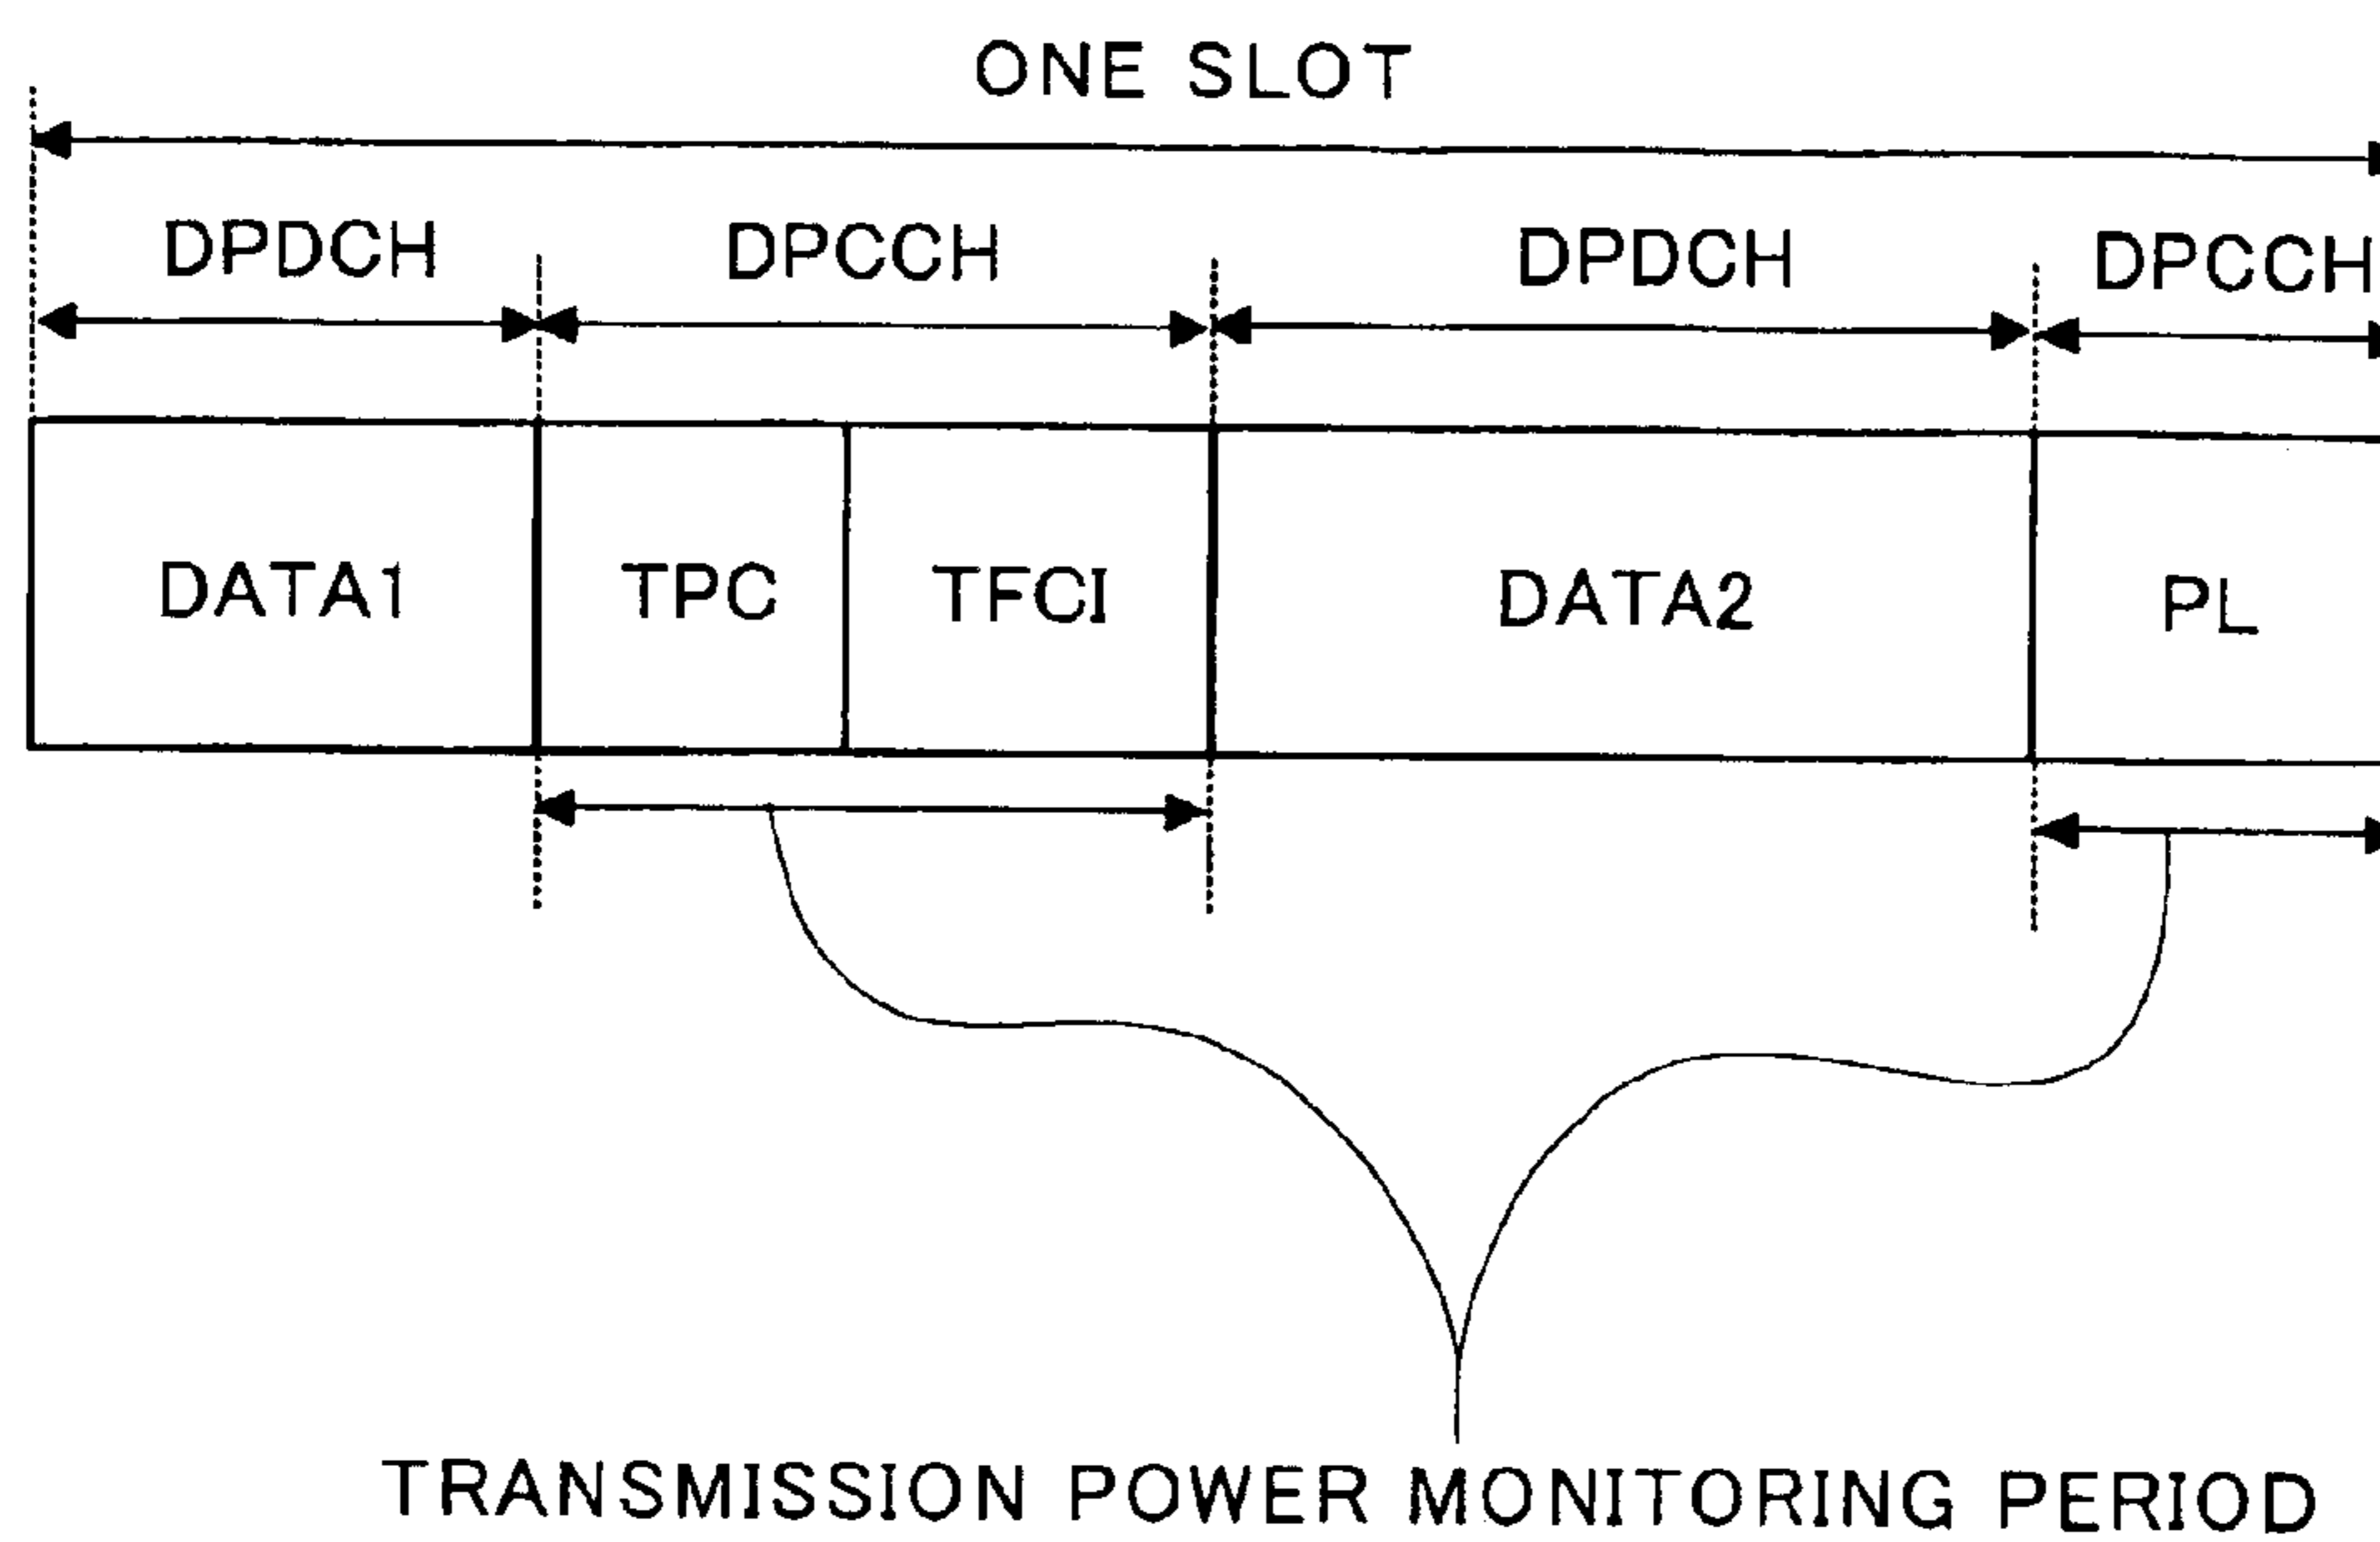 ONE SLOT
DPDCH DPCCH DPDCH DPCCH
DATA1 TPC TFCI DATA2 PL
TRANSMISSION POWER MONITORING PERIOD